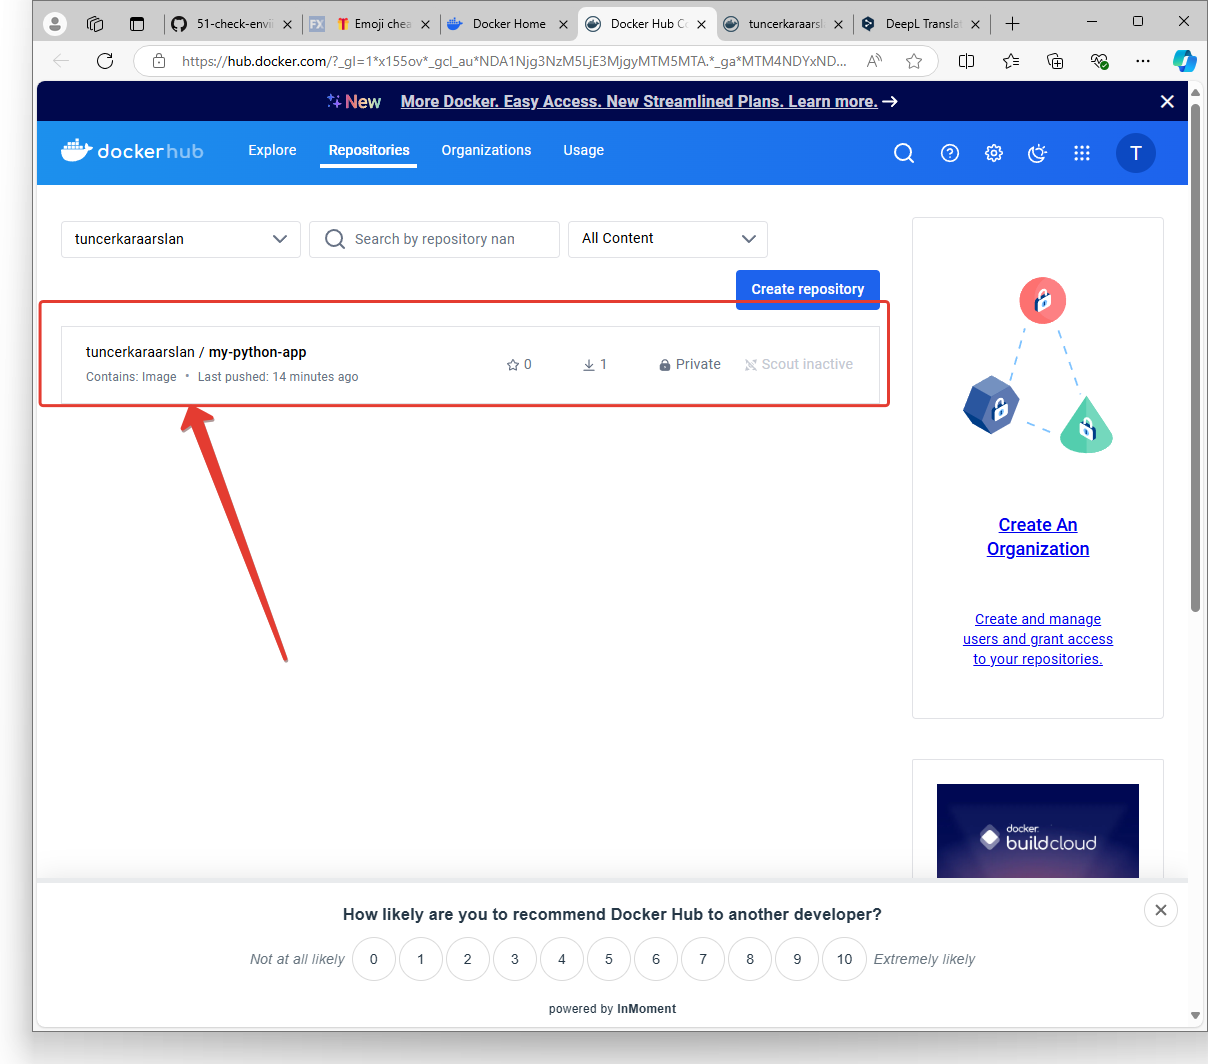 51-check-envi
Emoji chea
Docker Home
Docker Hub Co
tuncerkaraarsl
DeepL Translat
https://hub.docker.com/?_gl=1*x155ov*_gcl_au*NDA1Njg3NzM5LjE3MjgyMTM5MTA.*_ga*MTM4NDYxND...
New More Docker. Easy Access. New Streamlined Plans. Learn more.
dockerhub
Explore
Repositories
Organizations
Usage
T
tuncerkaraarslan
Search by repository nan
All Content
Create repository
tuncerkaraarslan / my-python-app
Contains: Image • Last pushed: 14 minutes ago
0
1
Private
Scout inactive
Create An
Organization
Create and manage
users and grant access
to your repositories.
docker
buildcloud
How likely are you to recommend Docker Hub to another developer?
Not at all likely 0 1 2 3 4 5 6 7 8 9 10 Extremely likely
powered by InMoment